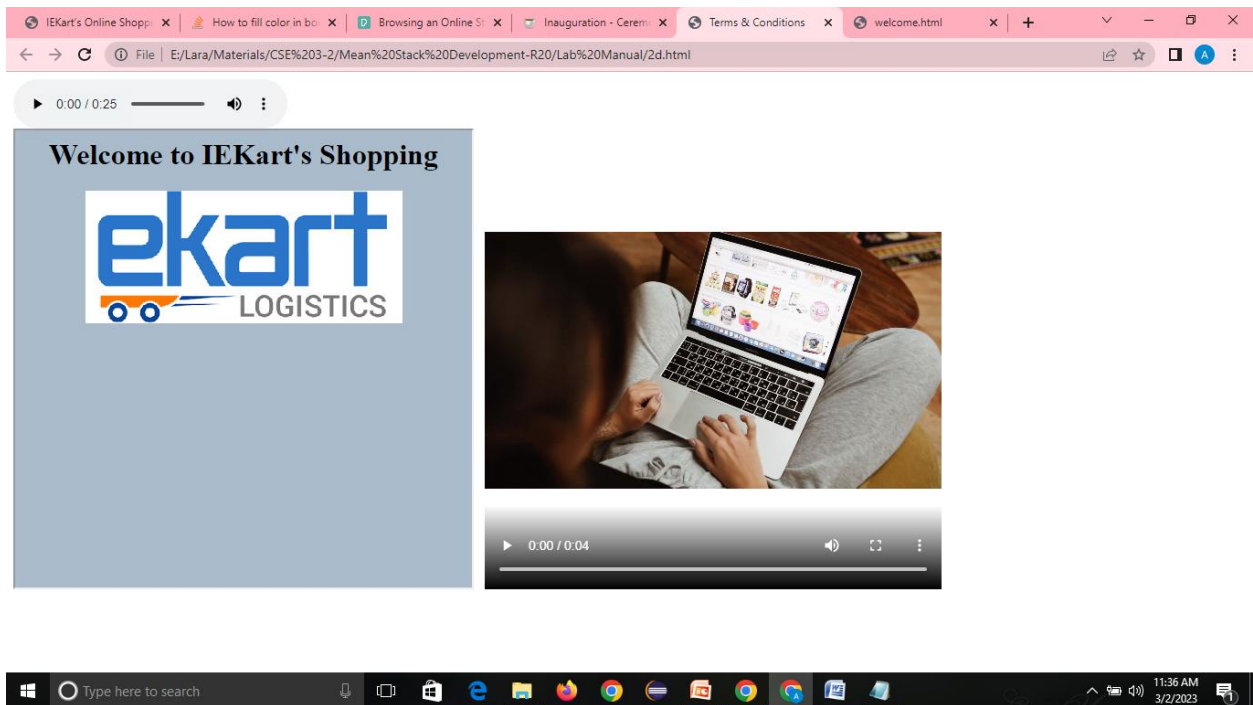 IEKart's Online Shoppi
How to fill color in bo
Browsing an Online St
Inauguration - Cerem
Terms & Conditions
welcome.html
File | E:/Lara/Materials/CSE%203-2/Mean%20Stack%20Development-R20/Lab%20Manual/2d.html
A
0:00 / 0:25
Welcome to IEKart's Shopping
ekart
LOGISTICS
0:00 / 0:04
Type here to search
11:36 AM
3/2/2023
1